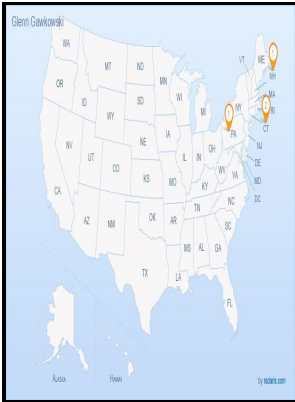 Glenn Gawkowski
WA
MT
ND
MN
VT
ME
NH
OR
ID
SD
WI
MI
NY
MA
RI
WY
CT
NV
UT
NE
IA
PA
NJ
CO
IL
IN
OH
DE
CA
KS
MO
WV
VA
MD
KY
DC
AZ
NM
OK
AR
TN
NC
SC
MS
AL
GA
TX
LA
FL
ALASKA
HAWAII
by radaris.com